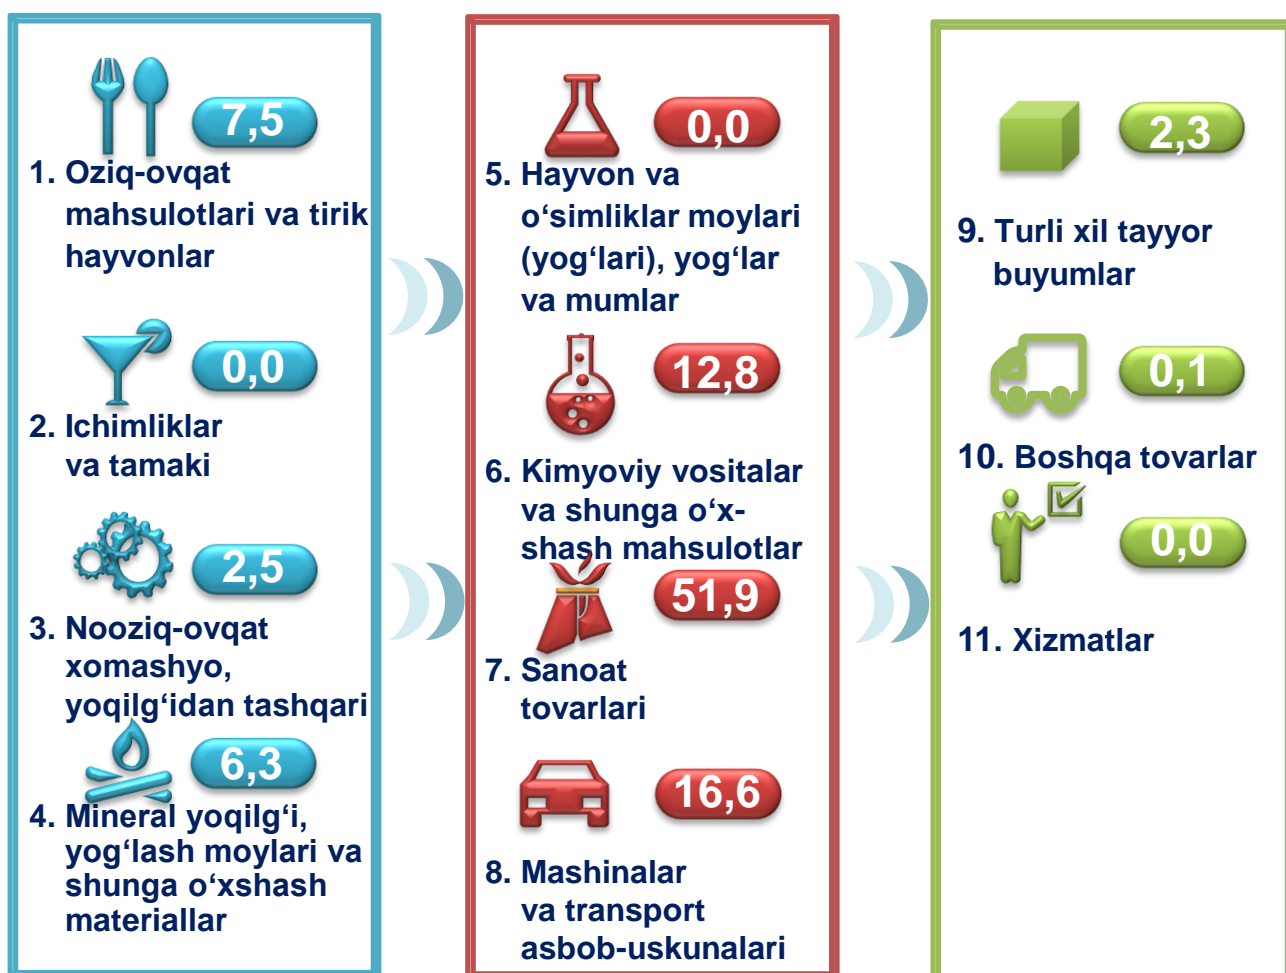 7,5
1. Oziq-ovqat
mahsulotlari va tirik
hayvonlar
0,0
2. Ichimliklar
va tamaki
2,5
3. Nooziq-ovqat
xomashyo,
yoqilg‘idan tashqari
6,3
4. Mineral yoqilg‘i,
yog‘lash moylari va
shunga o‘xshash
materiallar
0,0
5. Hayvon va
o‘simliklar moylari
(yog‘lari), yog‘lar
va mumlar
12,8
6. Kimyoviy vositalar
va shunga o‘x-
shash mahsulotlar
51,9
7. Sanoat
tovarlari
16,6
8. Mashinalar
va transport
asbob-uskunalari
2,3
9. Turli xil tayyor
buyumlar
0,1
10. Boshqa tovarlar
0,0
11. Xizmatlar